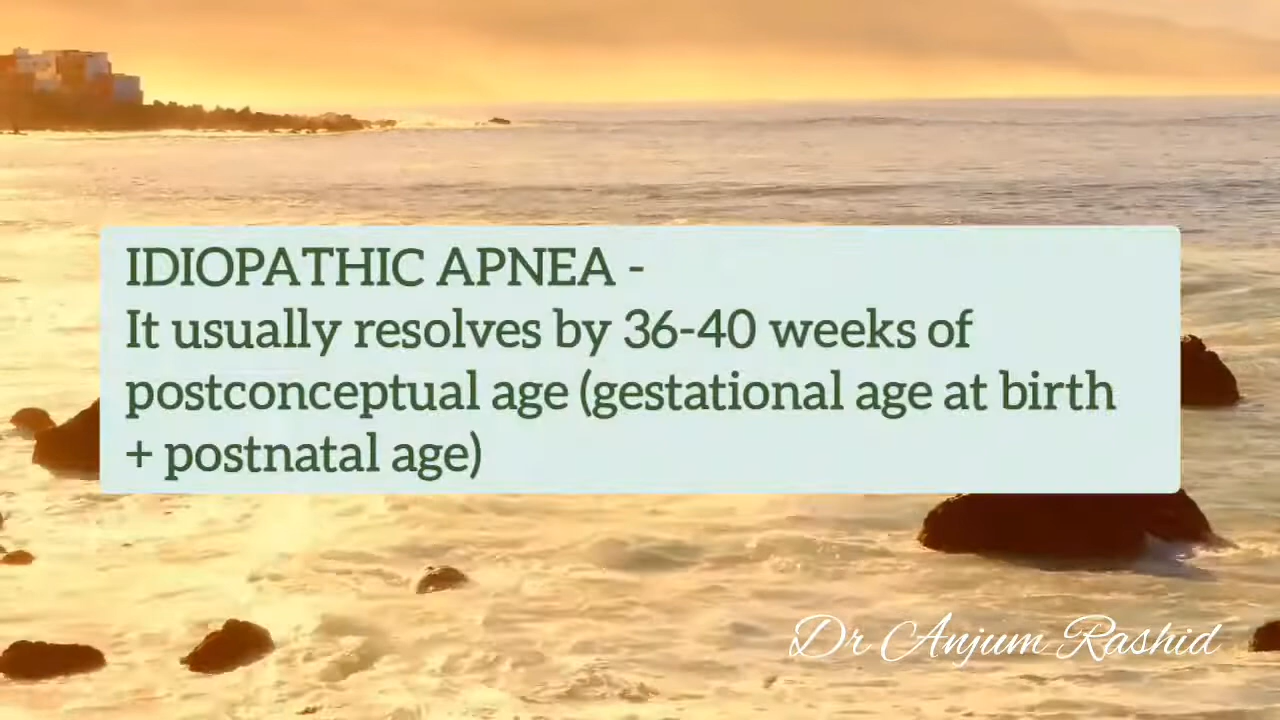 IDIOPATHIC APNEA -
It usually resolves by 36-40 weeks of
postconceptual age (gestational age at birth
+ postnatal age)
Dr Anjum Rashid